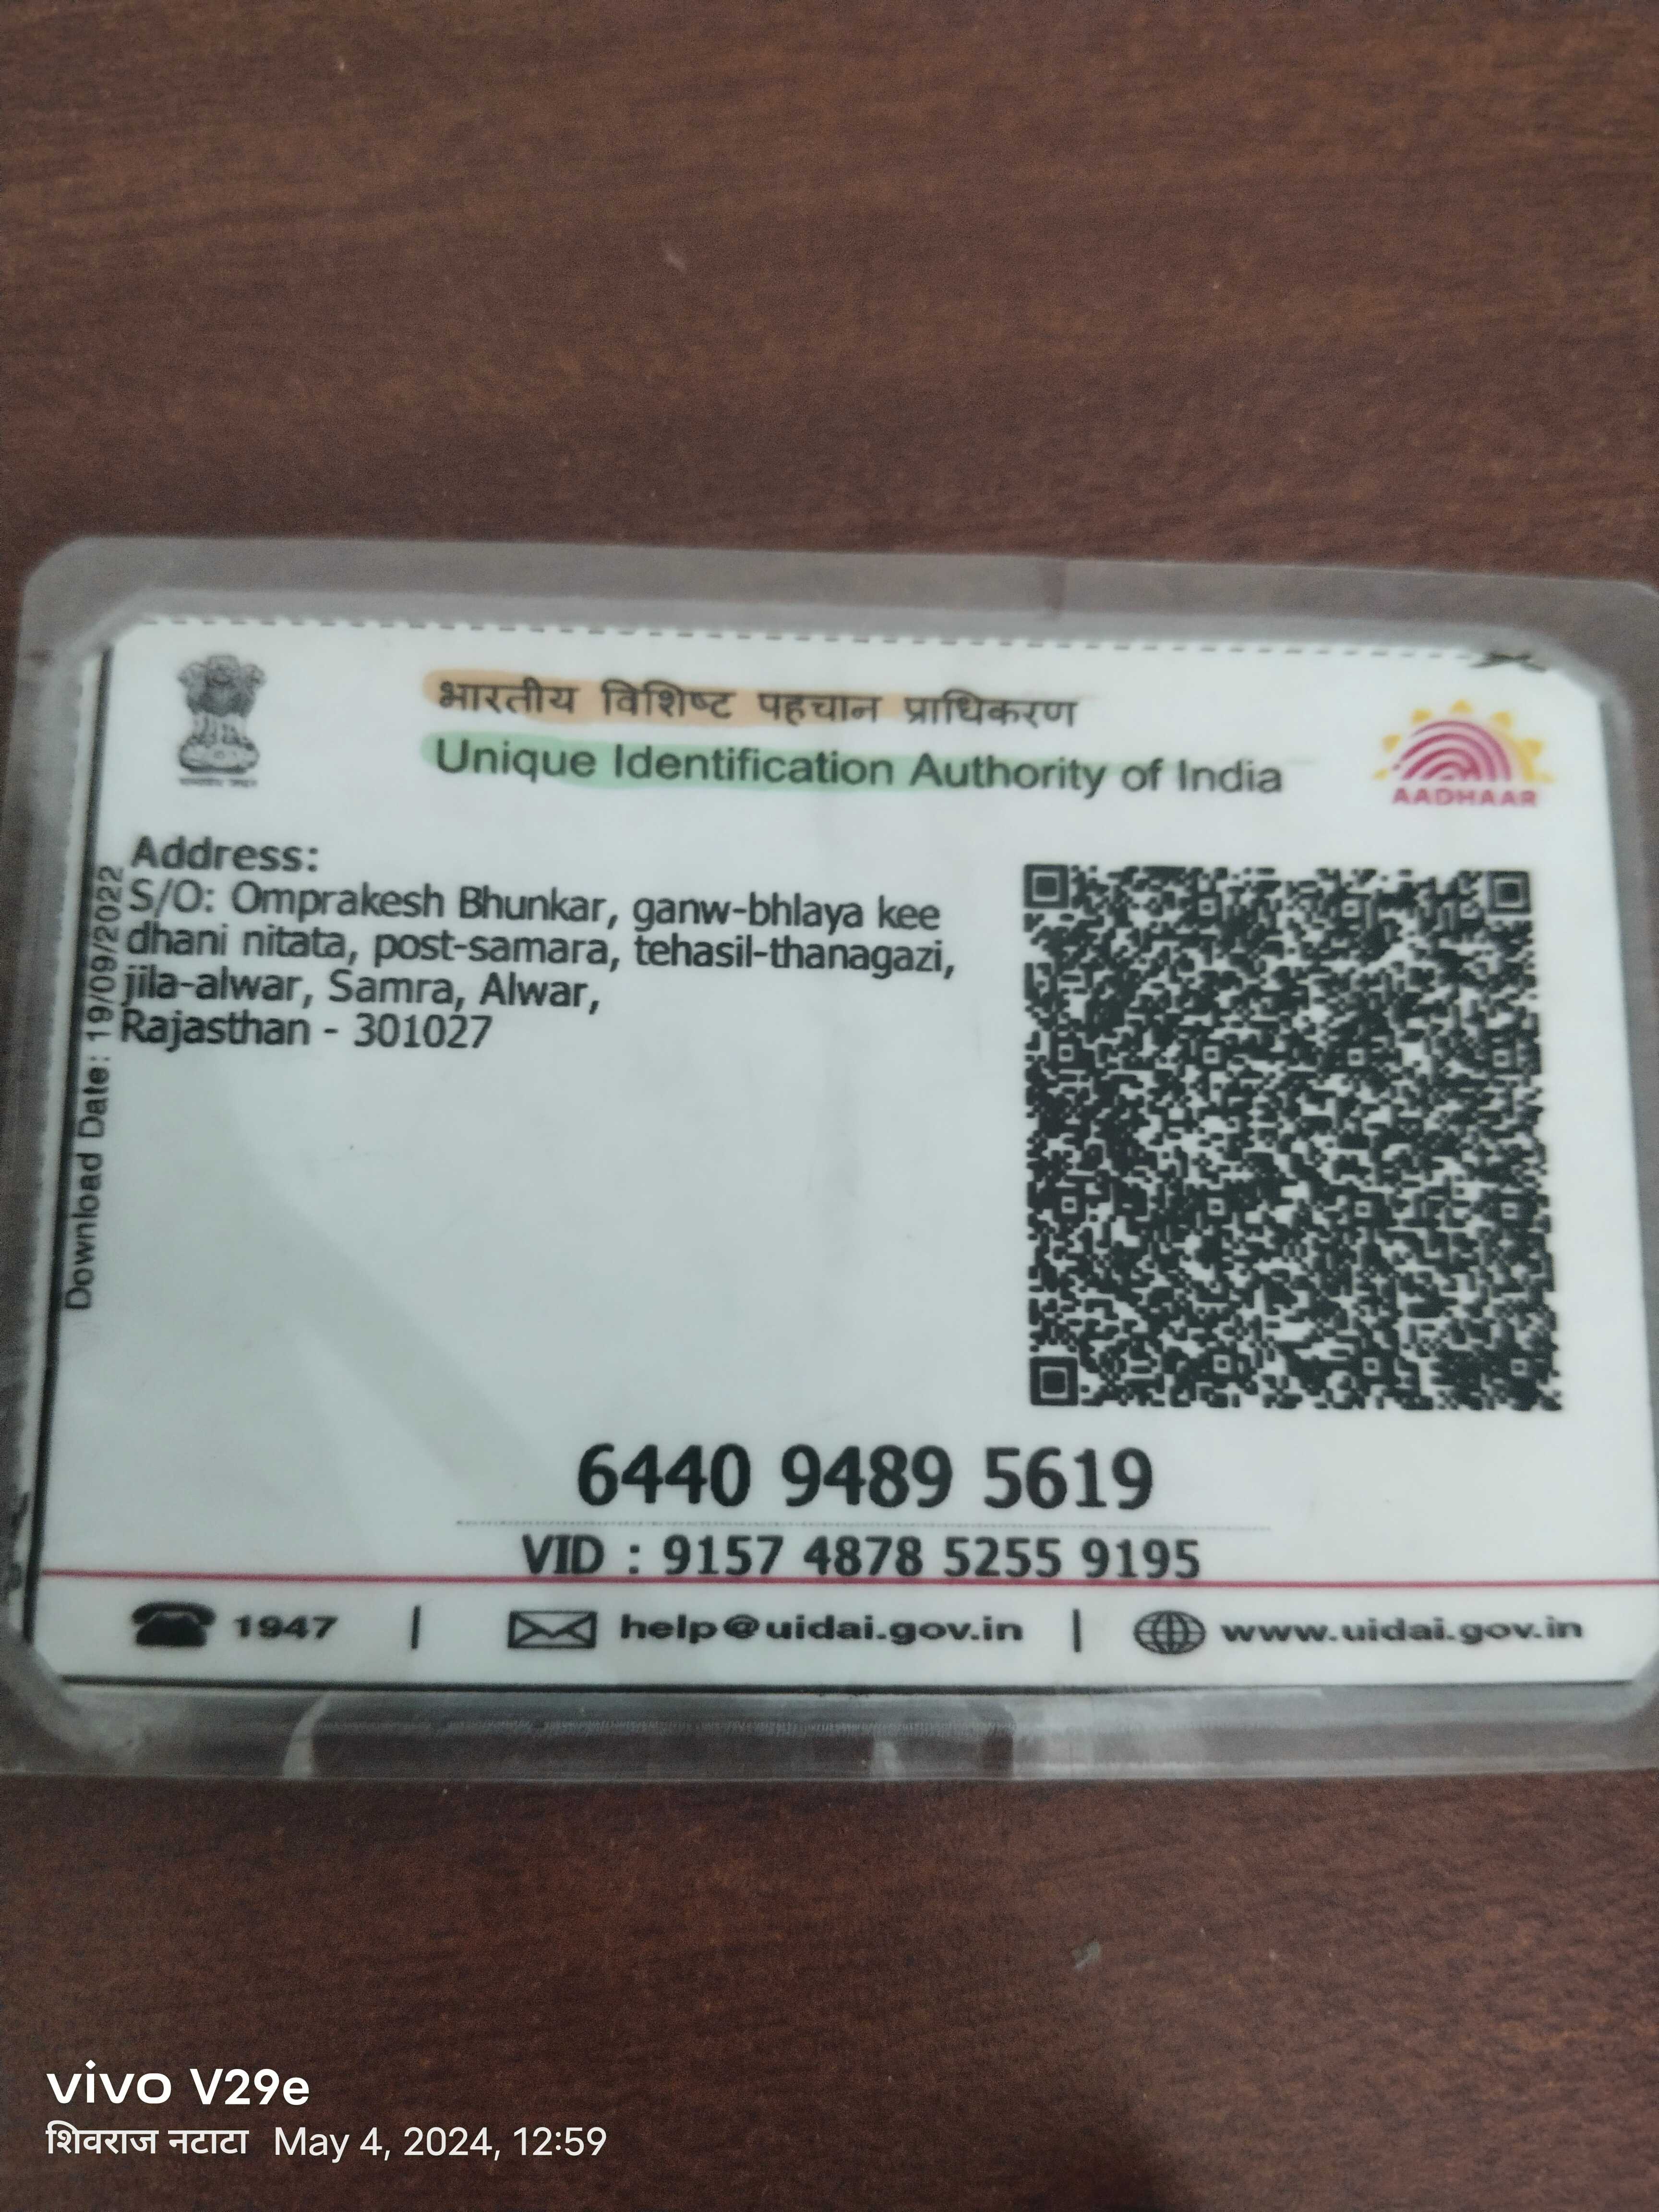 भारतीय विशिष्ट पहचान प्राधिकरण
Unique Identification Authority of India
AADHAAR
Address:
S/O: Omprakesh Bhunkar, ganw-bhlaya kee
dhani nitata, post-samara, tehasil-thanagazi,
jila-alwar, Samra, Alwar,
Rajasthan - 301027
Download Date: 19/09/2022
6440 9489 5619
VID : 9157 4878 5255 9195
1947 | help@uidai.gov.in | www.uidai.gov.in
vivo V29e
शिवराज नटाटा May 4, 2024, 12:59